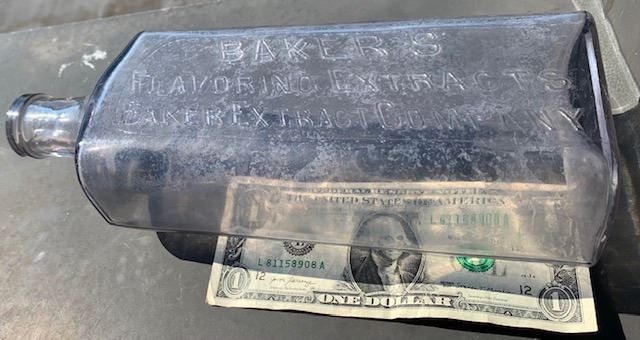 BAKER'S
FLAVORING EXTRACTS
BAKER EXTRACT COMPANY
1
THE UNITED STATES OF AMERICA
L 81158908 A
L 81158908 A
12
12
1
ONE DOLLAR
1